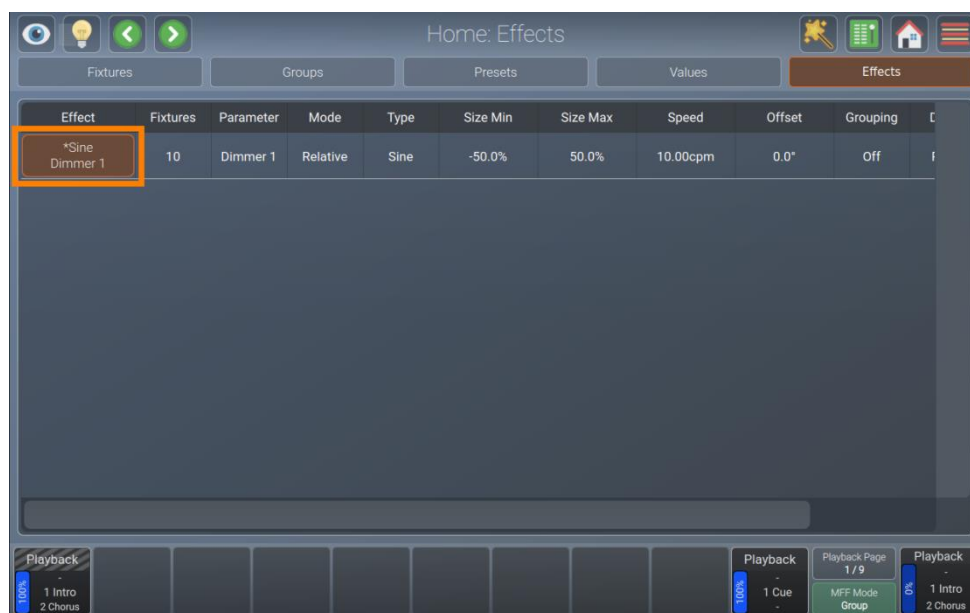 Home: Effects
Fixtures
Groups
Presets
Values
Effects
Effect Fixtures Parameter Mode Type Size Min Size Max Speed Offset Grouping
*Sine
Dimmer 1
10 Dimmer 1 Relative Sine -50.0% 50.0% 10.00cpm 0.0° Off
Playback
-
100%
1 Intro
2 Chorus
Playback
-
100%
1 Cue
-
Playback Page
1 / 9
MFF Mode
Group
Playback
-
0%
1 Intro
2 Chorus